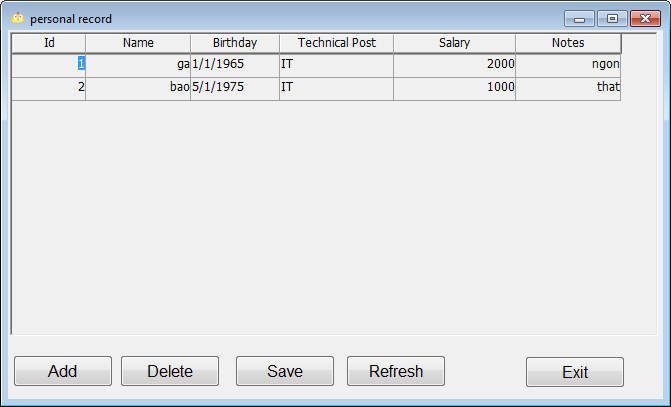 personal record
Id Name Birthday Technical Post Salary Notes
1 ga 1/1/1965 IT 2000 ngon
2 bao 5/1/1975 IT 1000 that
Add Delete Save Refresh Exit